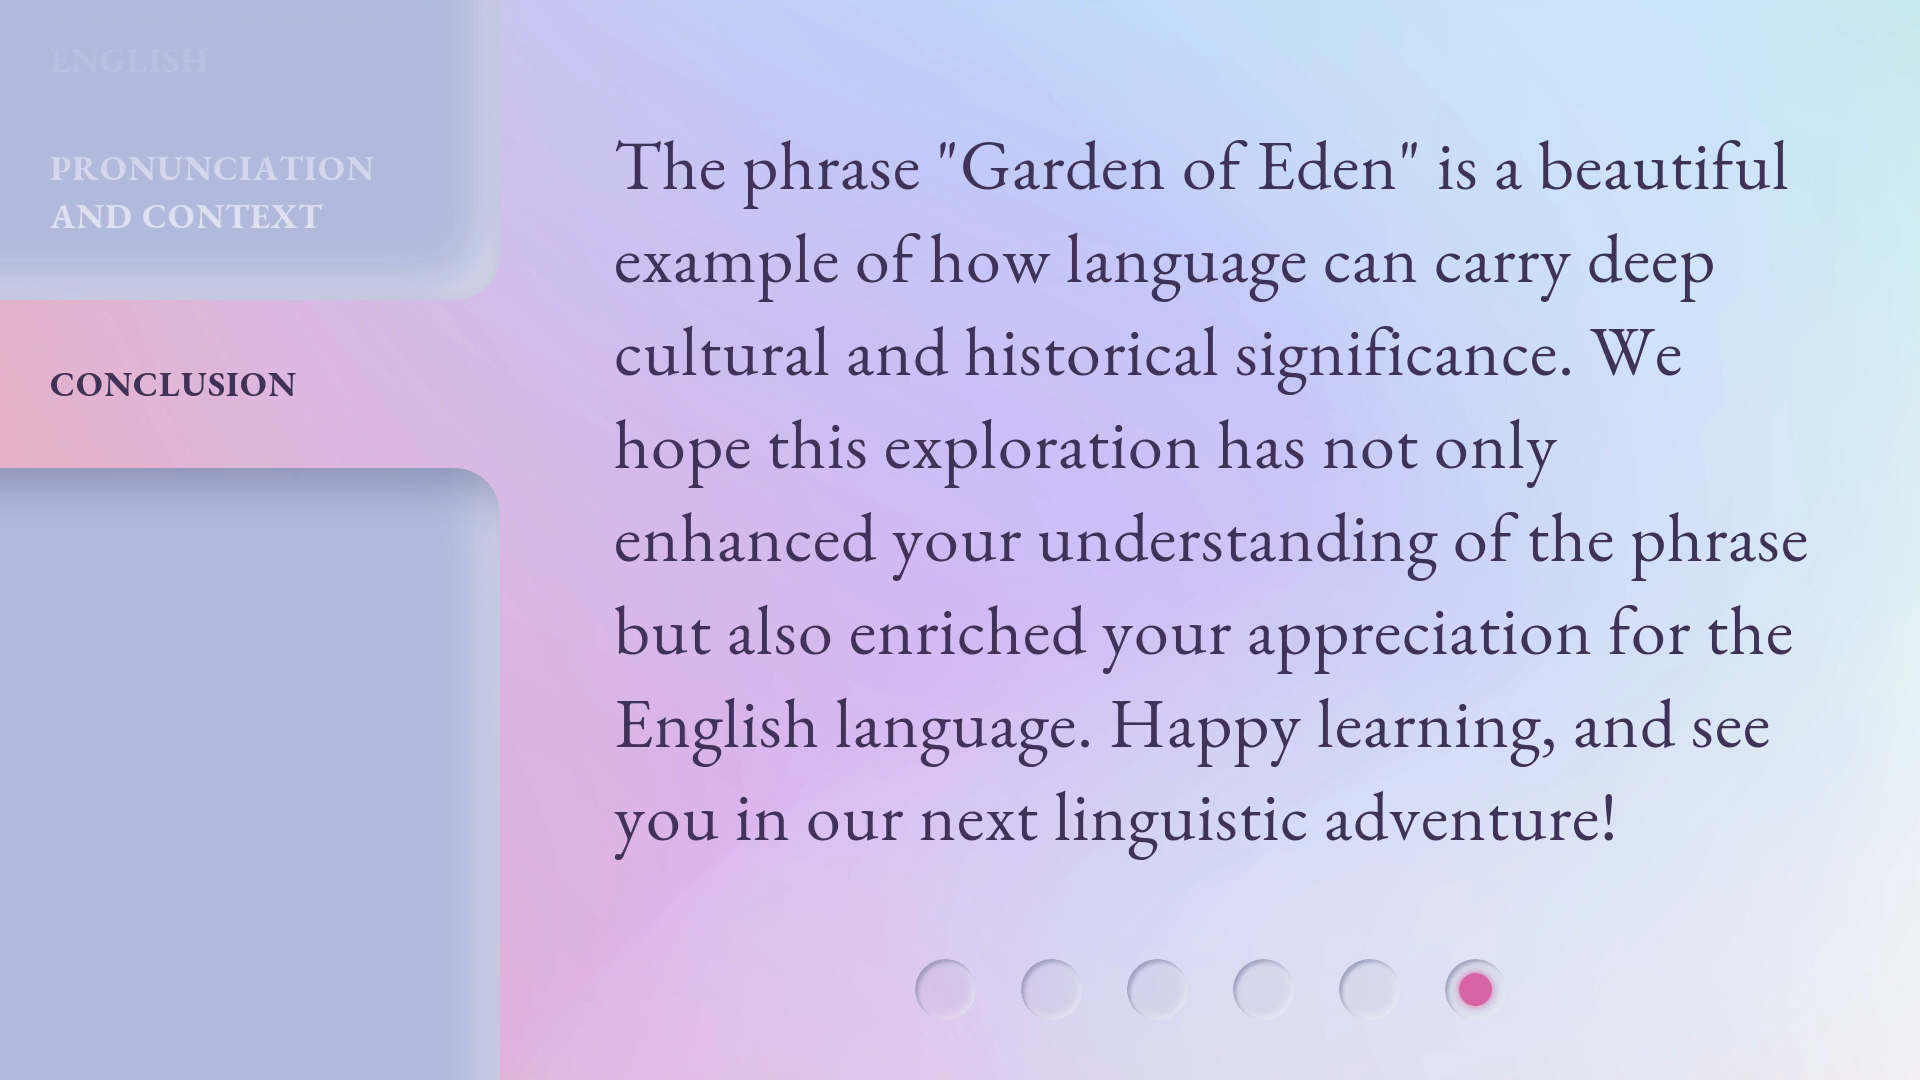 ENGLISH
PRONUNCIATION
AND CONTEXT
CONCLUSION
The phrase "Garden of Eden" is a beautiful
example of how language can carry deep
cultural and historical significance. We
hope this exploration has not only
enhanced your understanding of the phrase
but also enriched your appreciation for the
English language. Happy learning, and see
you in our next linguistic adventure!